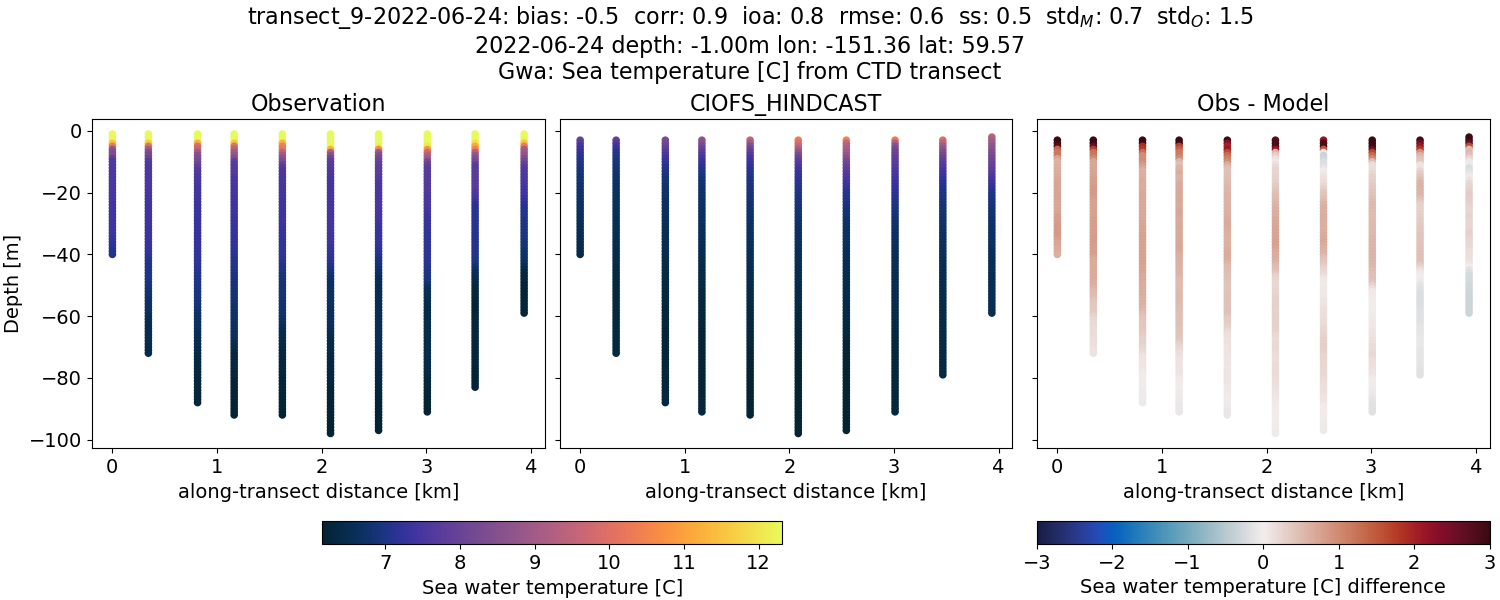 transect_9-2022-06-24: bias: -0.5  corr: 0.9  ioa: 0.8  rmse: 0.6  ss: 0.5  std_M: 0.7  std_O: 1.5
2022-06-24 depth: -1.00m lon: -151.36 lat: 59.57
Gwa: Sea temperature [C] from CTD transect
Observation
CIOFS_HINDCAST
Obs - Model
Depth [m]
0
−20
−40
−60
−80
−100
0 1 2 3 4
0 1 2 3 4
0 1 2 3 4
along-transect distance [km]
along-transect distance [km]
along-transect distance [km]
7 8 9 10 11 12
Sea water temperature [C]
−3 −2 −1 0 1 2 3
Sea water temperature [C] difference